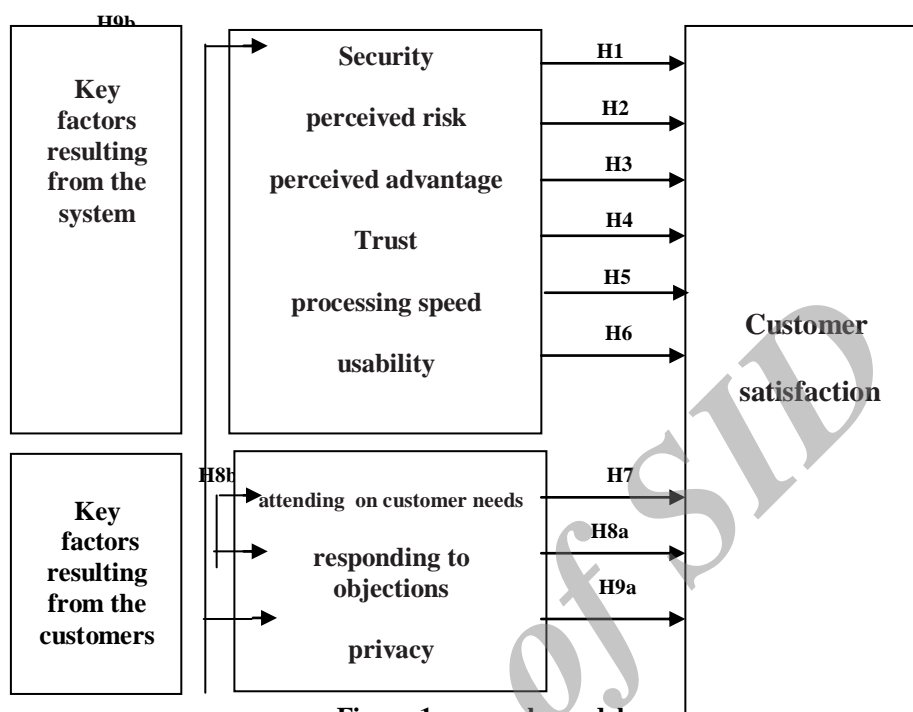 H9b
Key
factors
resulting
from the
system
Security
perceived risk
perceived advantage
Trust
processing speed
usability
H1
H2
H3
H4
H5
H6
Customer
satisfaction
Key
factors
resulting
from the
customers
H8b
attending on customer needs
responding to
objections
privacy
H7
H8a
H9a
of SID